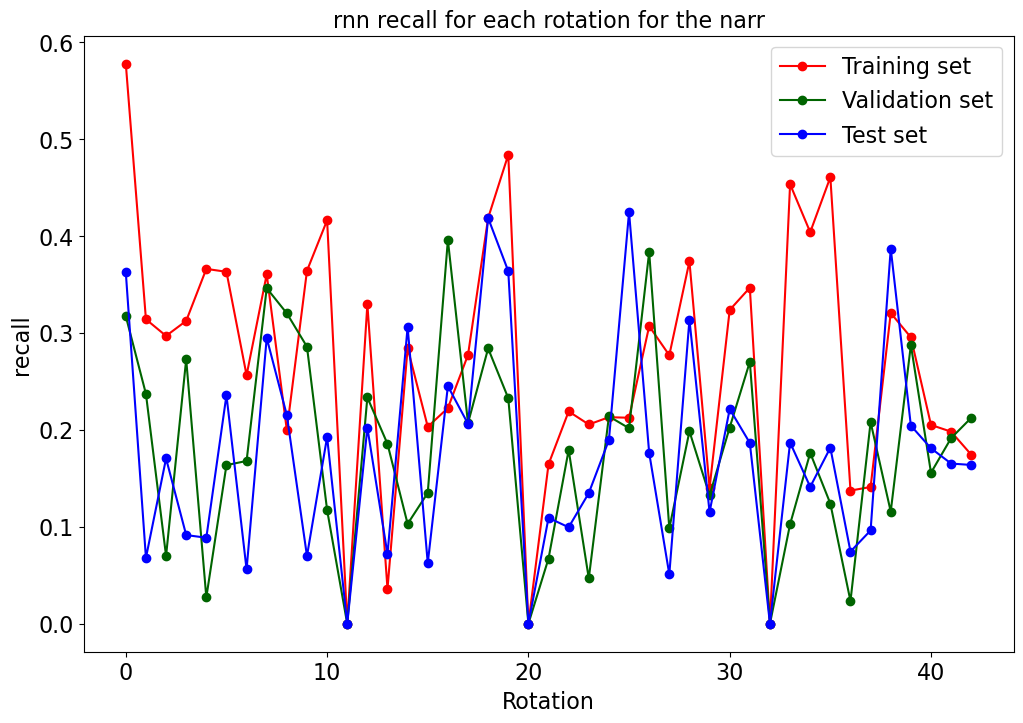 rnn recall for each rotation for the narr
Training set
Validation set
Test set
recall
0.6
0.5
0.4
0.3
0.2
0.1
0.0
0 10 20 30 40
Rotation